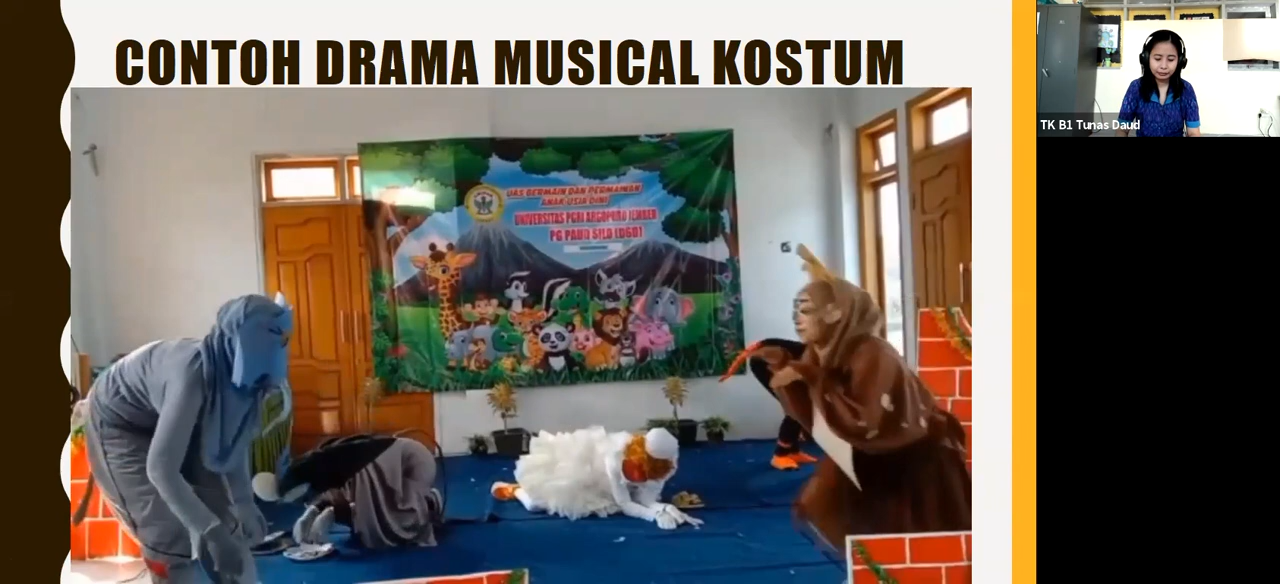 CONTOH DRAMA MUSICAL KOSTUM
UAS BERMAIN DAN PERMAINAN
ANAK USIA DINI
UNIVERSITAS PGRI ARGOPURO JEMBER
PG PAUD SILO (DGD)
TK B1 Tunas Daud